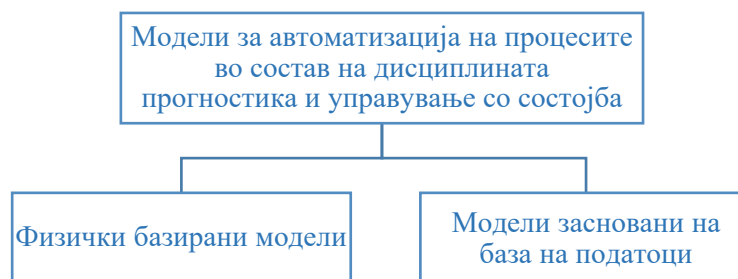 Модели за автоматизација на процесите
во состав на дисциплината
прогностика и управување со состојба
Физички базирани модели
Модели засновани на
база на податоци